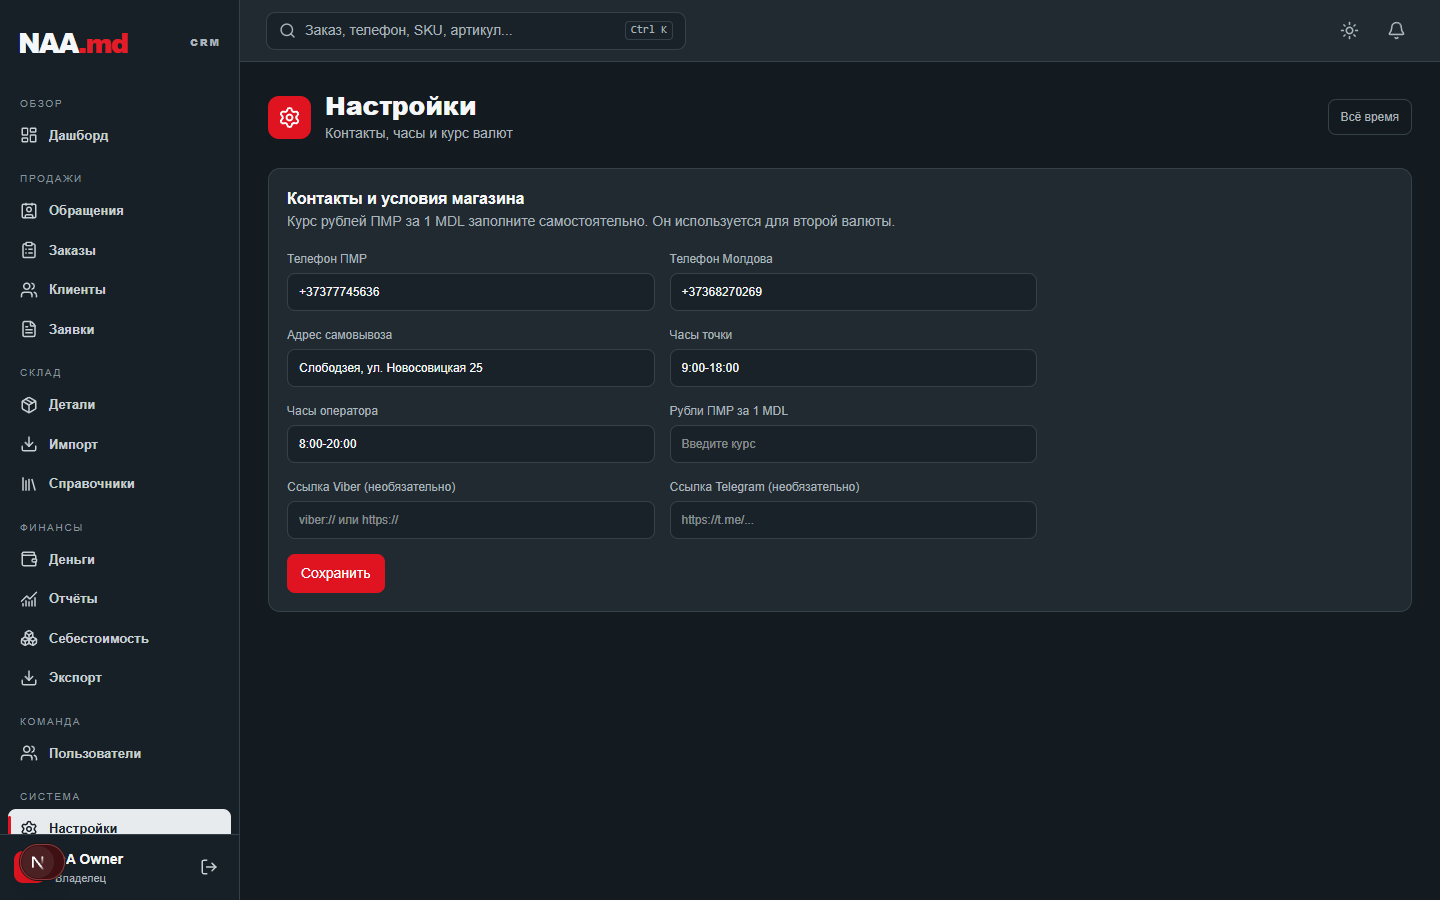 NAA.md CRM
Заказ, телефон, SKU, артикул... Ctrl K
ОБЗОР
Дашборд
ПРОДАЖИ
Обращения
Заказы
Клиенты
Заявки
СКЛАД
Детали
Импорт
Справочники
ФИНАНСЫ
Деньги
Отчёты
Себестоимость
Экспорт
КОМАНДА
Пользователи
СИСТЕМА
Настройки
N
A Owner
Владелец
Настройки
Контакты, часы и курс валют
Всё время
Контакты и условия магазина
Курс рублей ПМР за 1 MDL заполните самостоятельно. Он используется для второй валюты.
Телефон ПМР
+37377745636
Телефон Молдова
+37368270269
Адрес самовывоза
Слободзея, ул. Новосовицкая 25
Часы точки
9:00-18:00
Часы оператора
8:00-20:00
Рубли ПМР за 1 MDL
Введите курс
Ссылка Viber (необязательно)
viber:// или https://
Ссылка Telegram (необязательно)
https://t.me/...
Сохранить